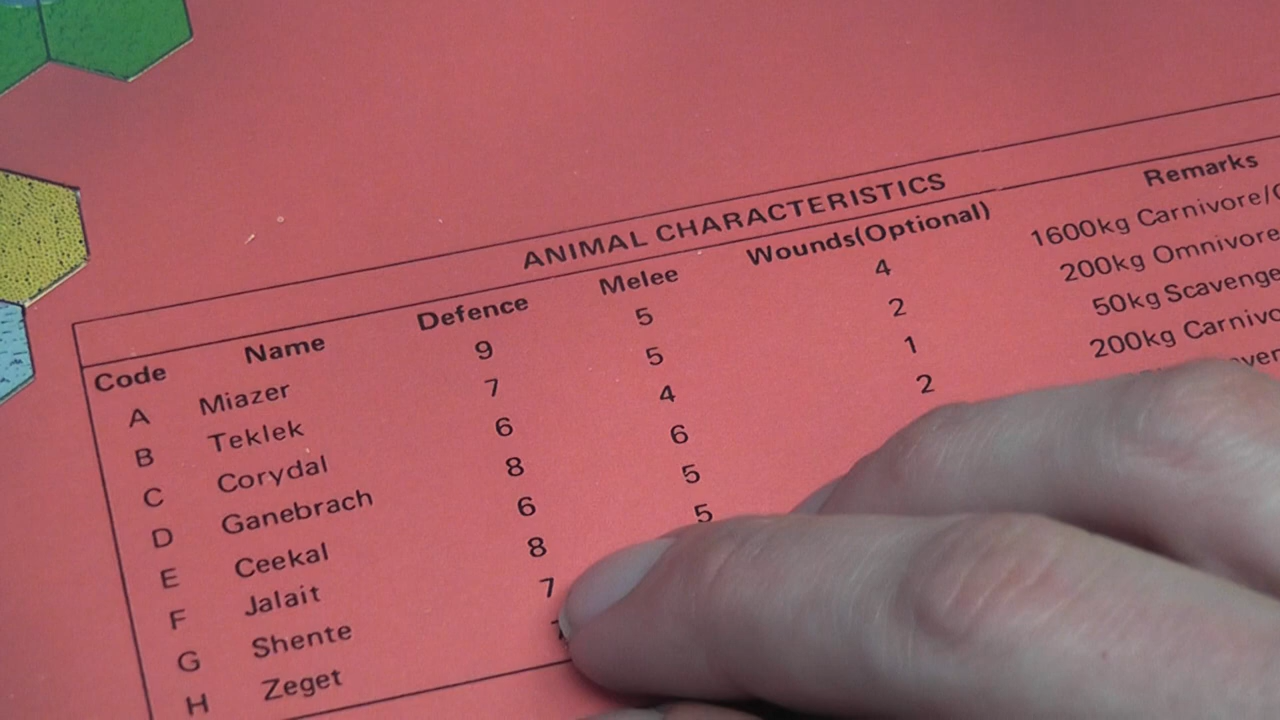 ANIMAL CHARACTERISTICS
Code Name Defence Melee Wounds(Optional) Remarks
A Miazer 9 5 4 1600kg Carnivore/
B Teklek 7 5 2 200kg Omnivore
C Corydal 6 4 1 50kg Scavenge
D Ganebrach 8 6 2 200kg Carnivo
E Ceekal 6 5
F Jalait 8 5
G Shente 7
H Zeget